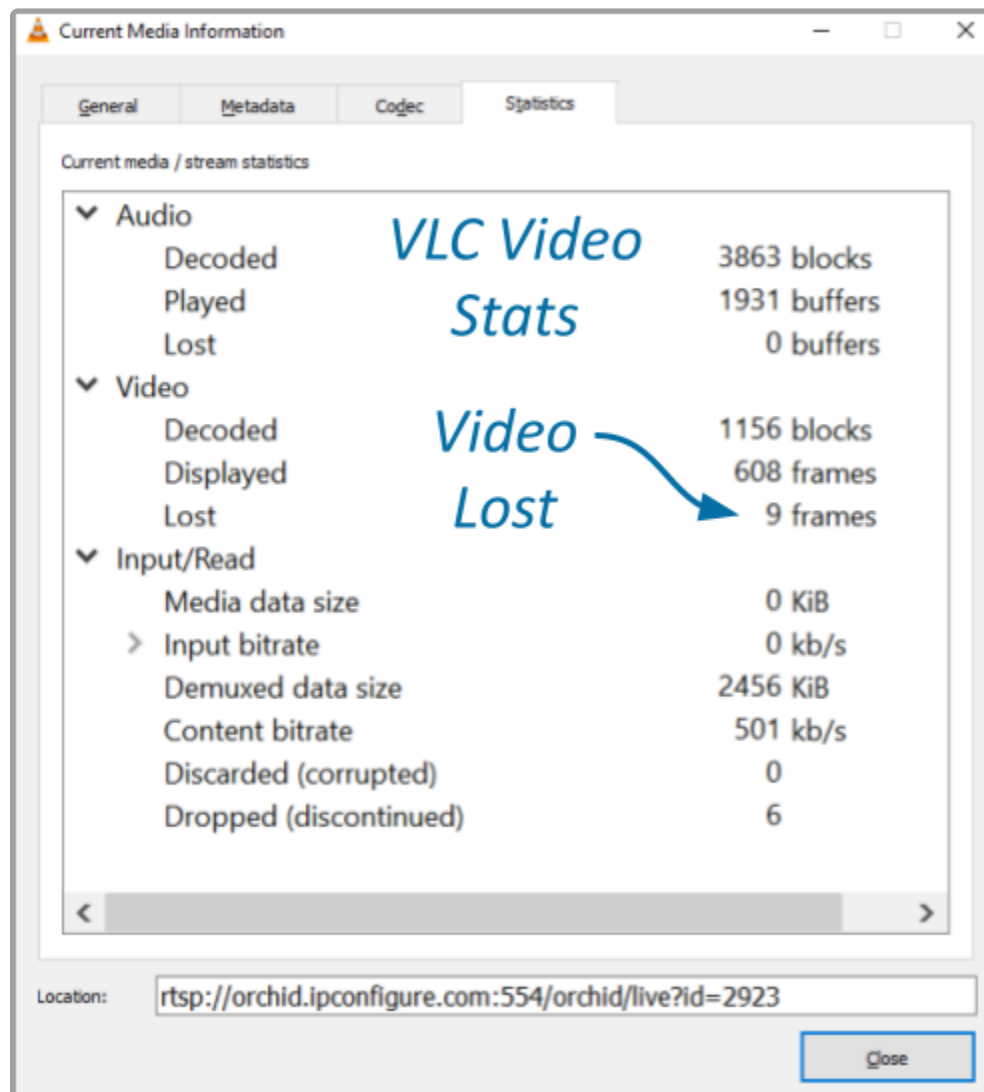 Current Media Information
General Metadata Codec Statistics
Current media / stream statistics
Audio
Decoded 3863 blocks
Played 1931 buffers
Lost 0 buffers
VLC Video
Stats
Video
Decoded 1156 blocks
Displayed 608 frames
Lost 9 frames
Video
Lost
Input/Read
Media data size 0 KiB
Input bitrate 0 kb/s
Demuxed data size 2456 KiB
Content bitrate 501 kb/s
Discarded (corrupted) 0
Dropped (discontinued) 6
Location: rtsp://orchid.ipconfigure.com:554/orchid/live?id=2923
Close